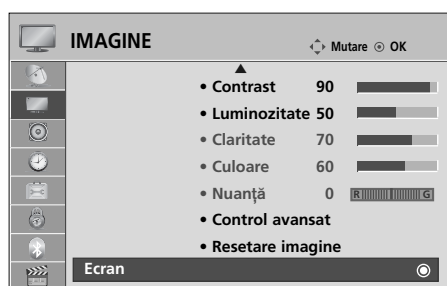 IMAGINE
Mutare OK
• Contrast 90
• Luminozitate 50
• Claritate 70
• Culoare 60
• Nuanță 0 R G
• Control avansat
• Resetare imagine
Ecran